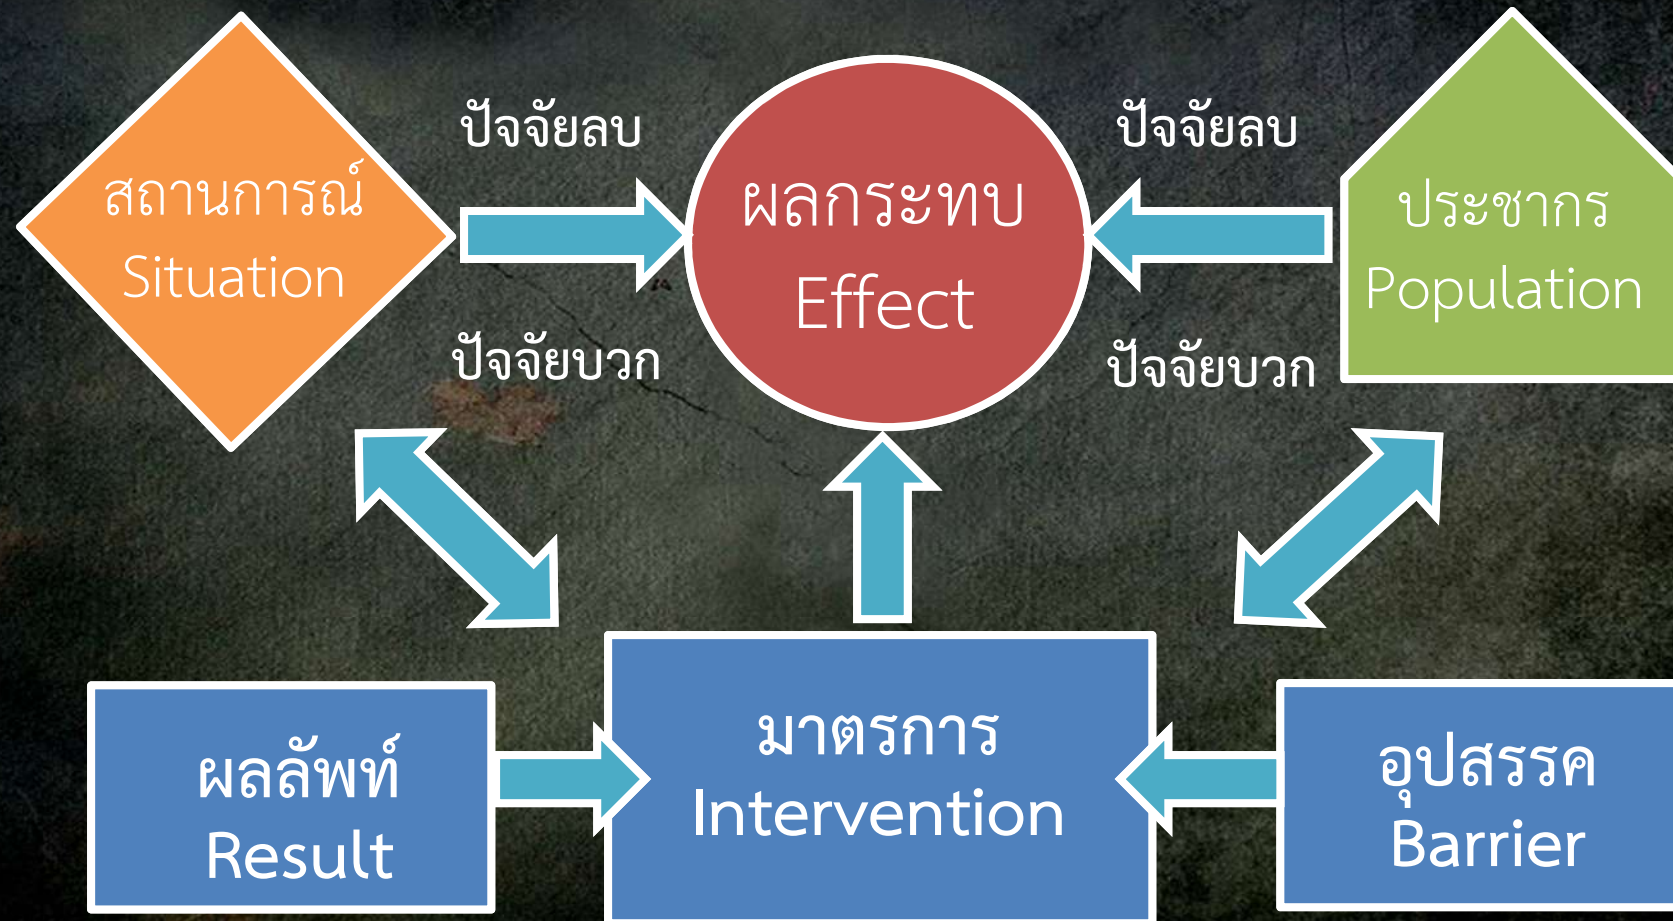 สถานการณ์
Situation
ปัจจัยลบ
ปัจจัยบวก
ผลกระทบ
Effect
ปัจจัยลบ
ปัจจัยบวก
ประชากร
Population
ผลลัพท์
Result
มาตรการ
Intervention
อุปสรรค
Barrier